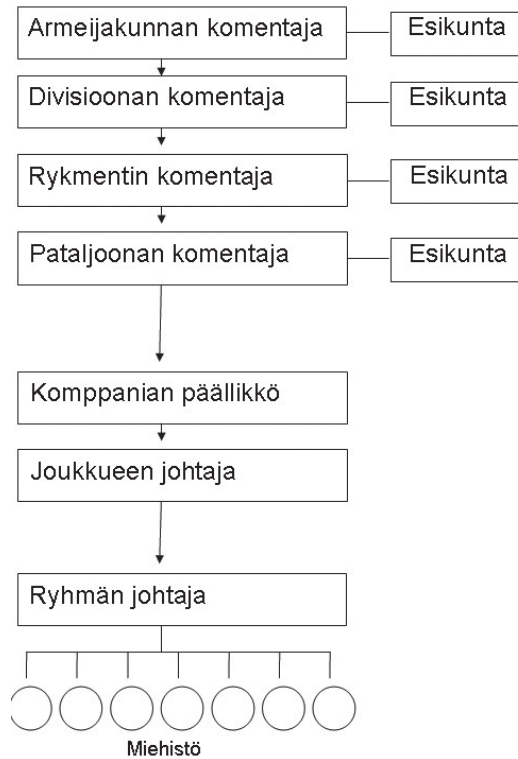 Armeijakunnan komentaja
Esikunta
Divisioonan komentaja
Esikunta
Rykmentin komentaja
Esikunta
Pataljoonan komentaja
Esikunta
Komppanian päällikkö
Joukkueen johtaja
Ryhmän johtaja
Miehistö